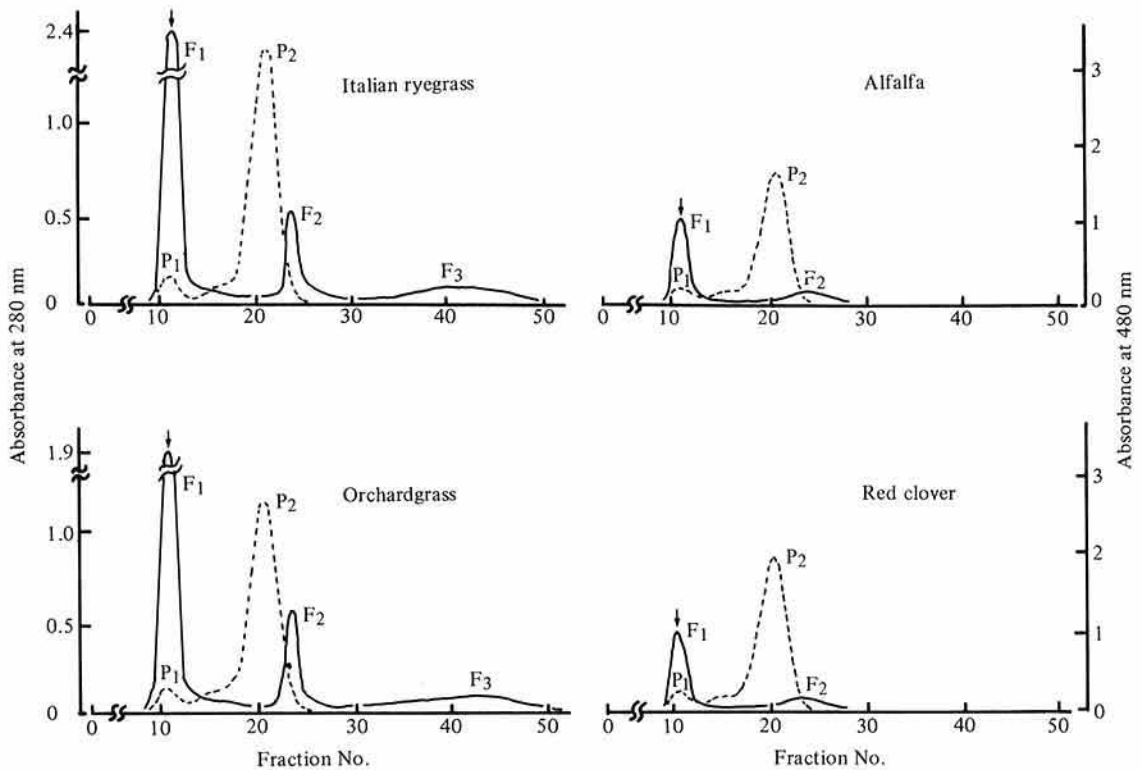 2.4
1.0
0.5
0
F1
P2
P1
F2
F3
Italian ryegrass
0 10 20 30 40 50
Absorbance at 280 nm
Alfalfa
F1
P1
P2
F2
0 10 20 30 40 50
3
2
1
0
Absorbance at 480 nm
1.9
1.0
0.5
0
F1
P2
P1
F2
F3
Orchardgrass
0 10 20 30 40 50
Fraction No.
Red clover
F1
P1
P2
F2
0 10 20 30 40 50
Fraction No.
3
2
1
0